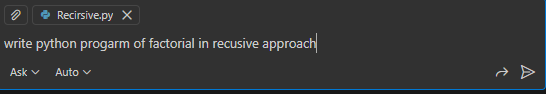 Recirsive.py
write python progarm of factorial in recusive approach
Ask Auto